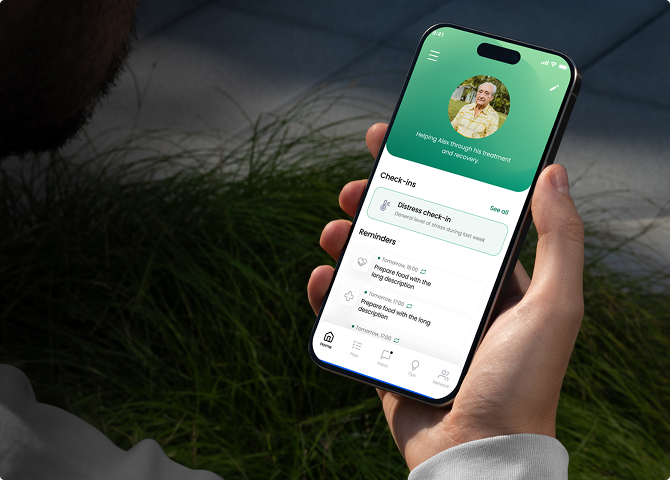 9:41
Helping Alex through his treatment
and recovery.
Check-ins
See all
Distress check-in
General level of stress during last week
Reminders
Tomorrow, 16:00
Prepare food with the
long description
Tomorrow, 17:00
Prepare food with the long
description
Tomorrow, 17:00
Home
Plan
Inbox
Tips
Network